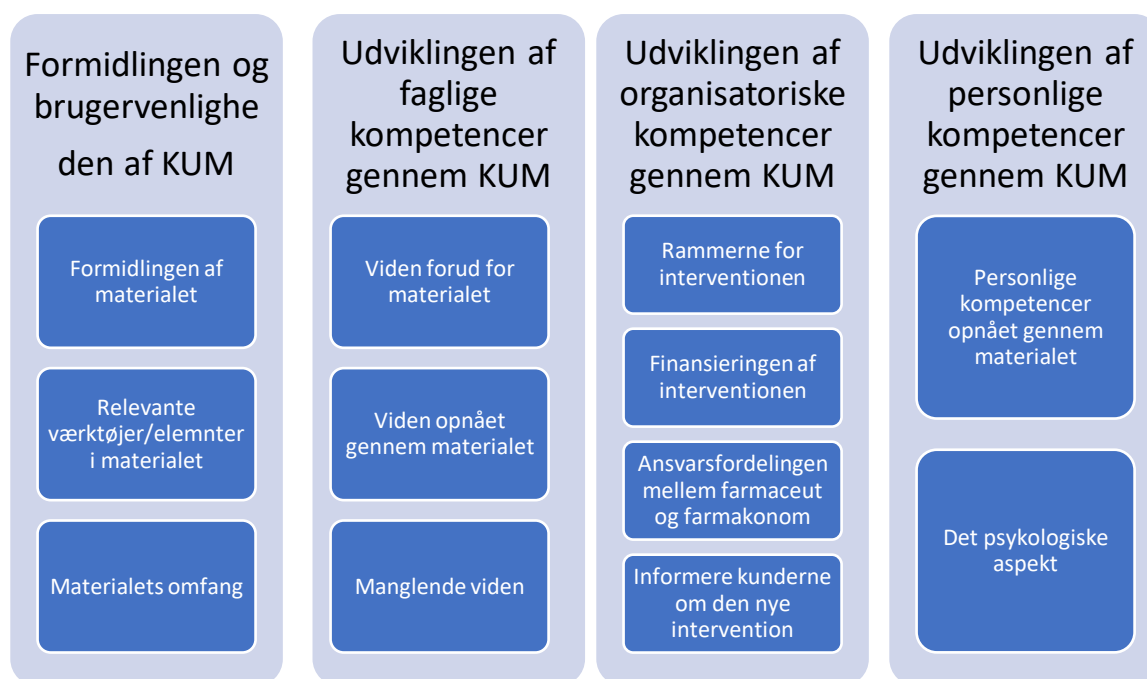 Formidlingen og
brugervenlighe
den af KUM
Formidlingen af
materialet
Relevante
værktøjer/elemnter
i materialet
Materialets omfang
Udviklingen af
faglige
kompetencer
gennem KUM
Viden forud for
materialet
Viden opnået
gennem materialet
Manglende viden
Udviklingen af
organisatoriske
kompetencer
gennem KUM
Rammerne for
interventionen
Finansieringen af
interventionen
Ansvarsfordelingen
mellem farmaceut
og farmakonom
Informere kunderne
om den nye
intervention
Udviklingen af
personlige
kompetencer
gennem KUM
Personlige
kompetencer
opnået gennem
materialet
Det psykologiske
aspekt